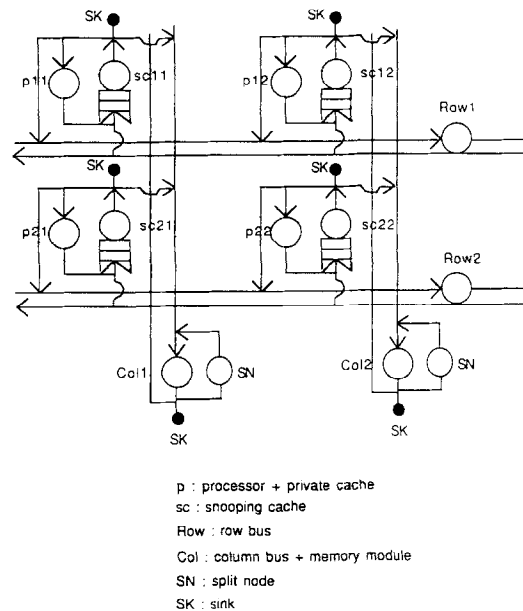 SK SK
p11 sc11 p12 sc12
Row1
SK SK
p21 sc21 p22 sc22
Row2
Col1 SN Col2 SN
SK SK
p : processor + private cache
sc : snooping cache
Row : row bus
Col : column bus + memory module
SN : split node
SK : sink